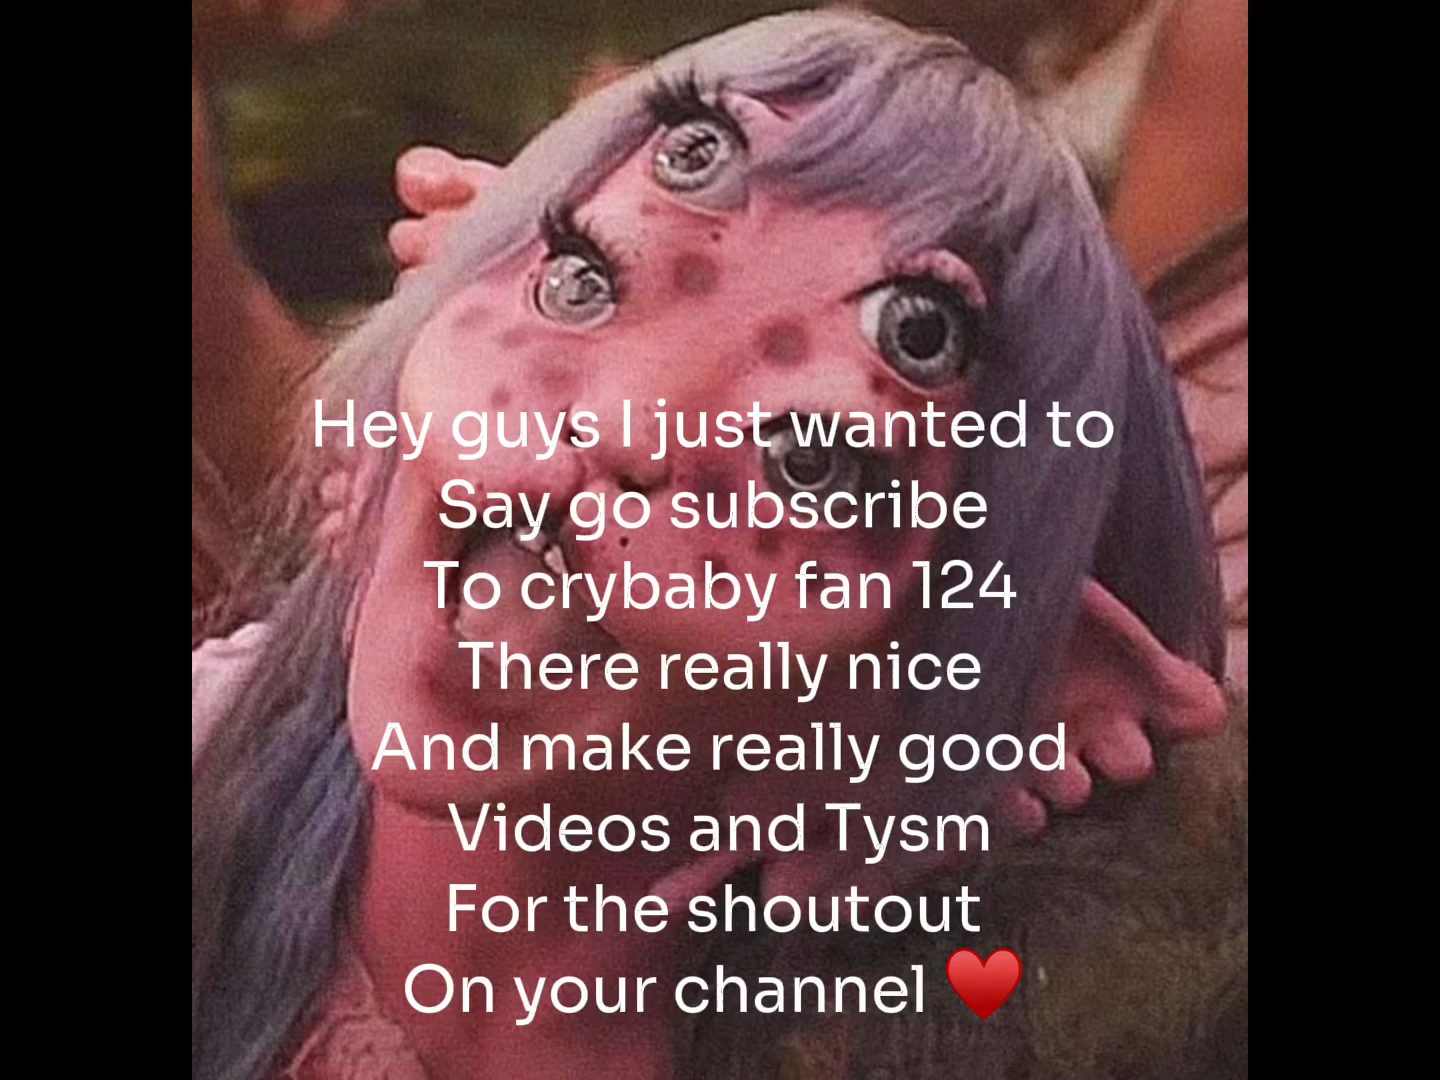 Hey guys I just wanted to
Say go subscribe
To crybaby fan 124
There really nice
And make really good
Videos and Tysm
For the shoutout
On your channel ♥️